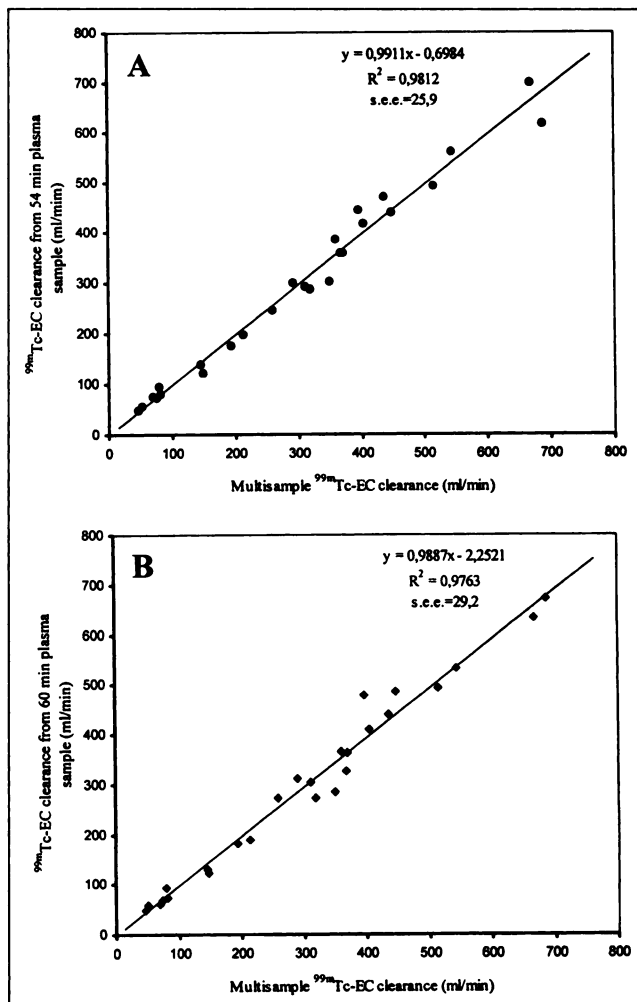 A
y = 0,9911x - 0,6984
R² = 0,9812
s.e.e.=25,9
800
700
600
500
400
300
200
100
0
0 100 200 300 400 500 600 700 800
⁹⁹ᵐTc-EC clearance from 54 min plasma
sample (ml/mim)
Multisample ⁹⁹ᵐTc-EC clearance (ml/min)
B
y = 0,9887x - 2,2521
R² = 0,9763
s.e.e.=29,2
800
700
600
500
400
300
200
100
0
0 100 200 300 400 500 600 700 800
⁹⁹ᵐTc-EC clearance from 60 min plasma
sample (ml/min)
Multisample ⁹⁹ᵐTc-EC clearance (ml/min)